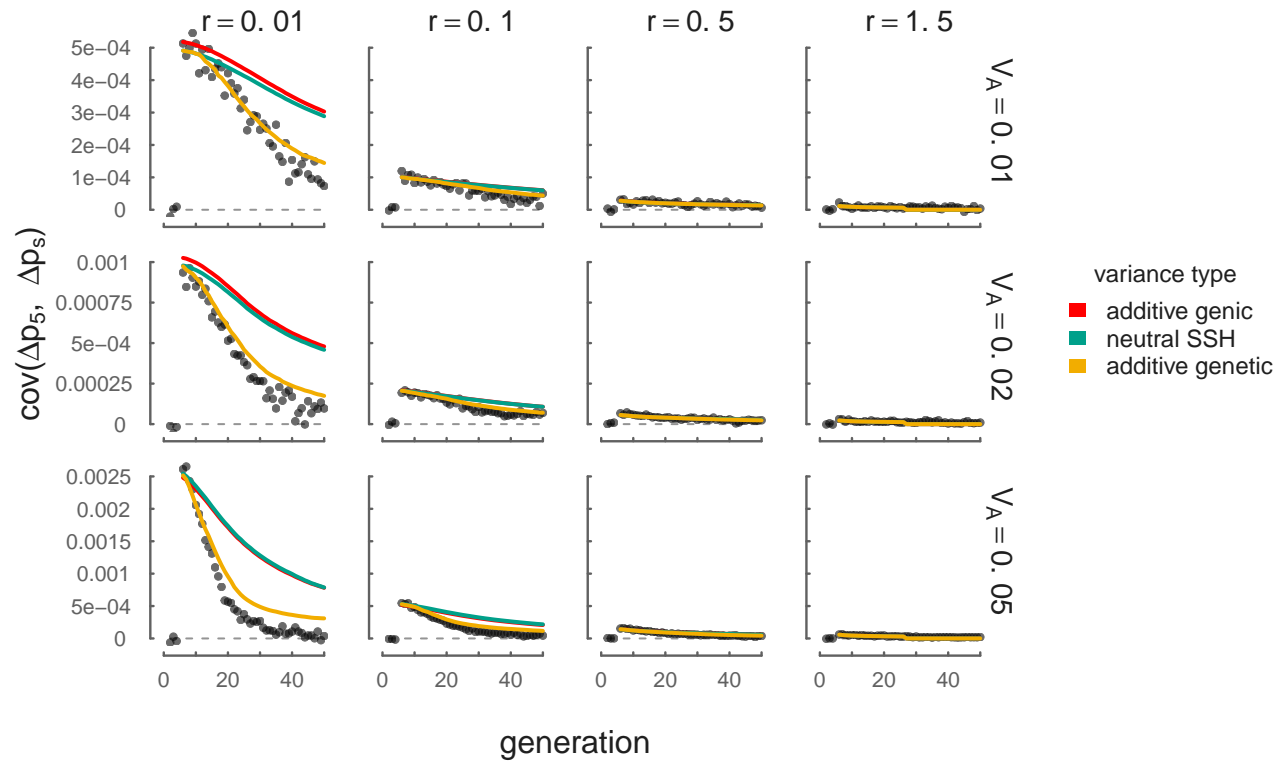 r = 0. 01
r = 0. 1
r = 0. 5
r = 1. 5
5e−04
4e−04
3e−04
2e−04
1e−04
0
V_A = 0. 01
0.001
0.00075
5e−04
0.00025
0
V_A = 0. 02
0.0025
0.002
0.0015
0.001
5e−04
0
V_A = 0. 05
cov(Δp₅, Δpₛ)
0 20 40
0 20 40
0 20 40
0 20 40
generation
variance type
additive genic
neutral SSH
additive genetic